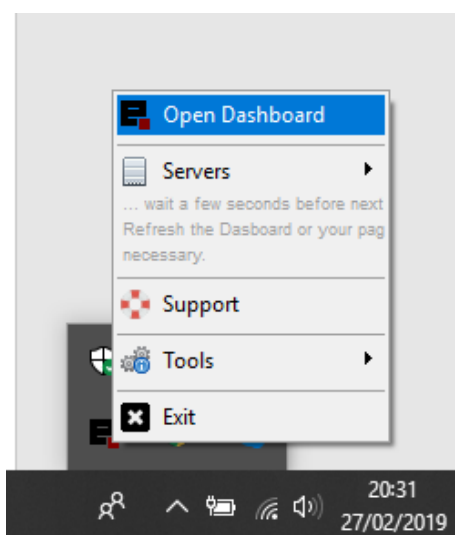 Open Dashboard
Servers
... wait a few seconds before next
Refresh the Dasboard or your pag
necessary.
Support
Tools
Exit
20:31
27/02/2019